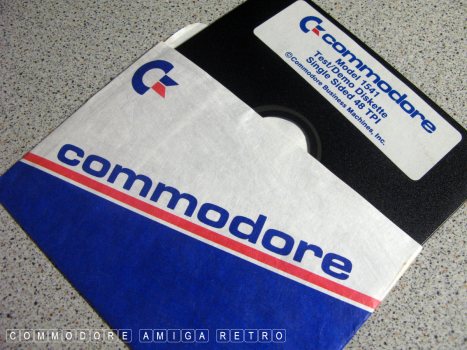 commodore
Model 1541
Test/Demo Diskette
Single Sided 48 TPI
©Commodore Business Machines, Inc.
commodore
COMMODORE AMIGA RETRO